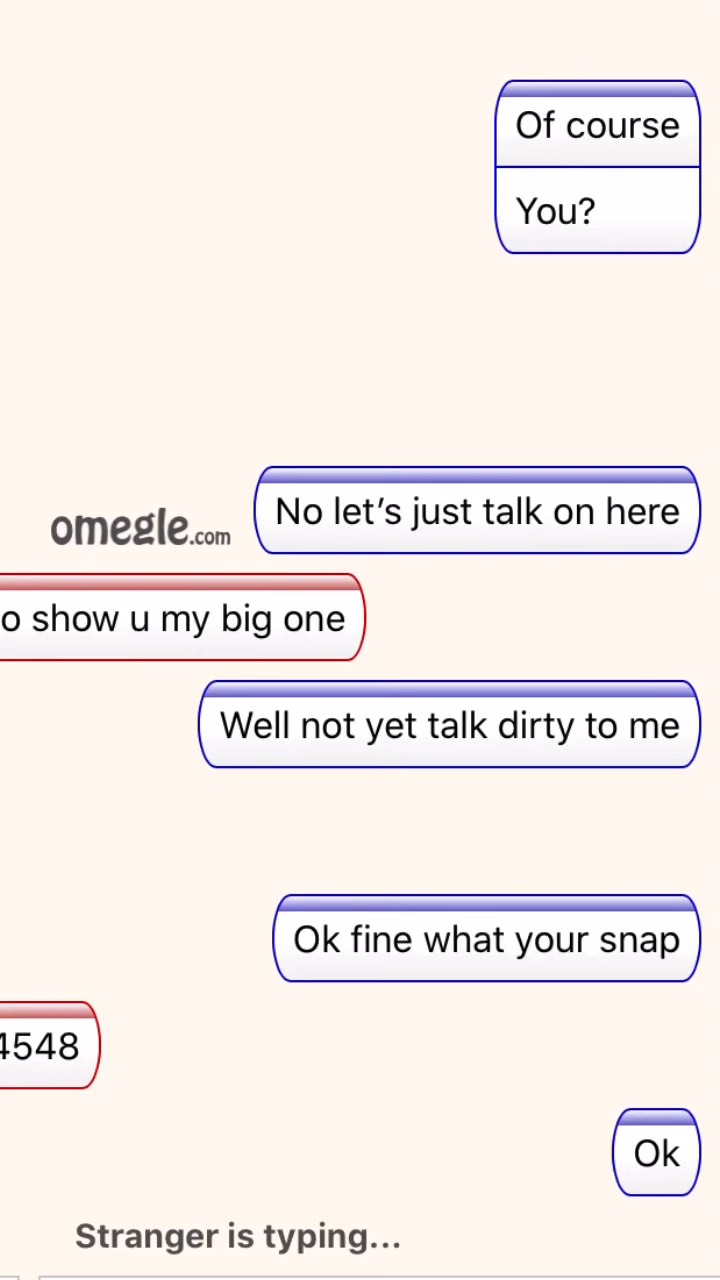 Of course
You?
No let's just talk on here
omegle.com
o show u my big one
Well not yet talk dirty to me
Ok fine what your snap
4548
Ok
Stranger is typing...